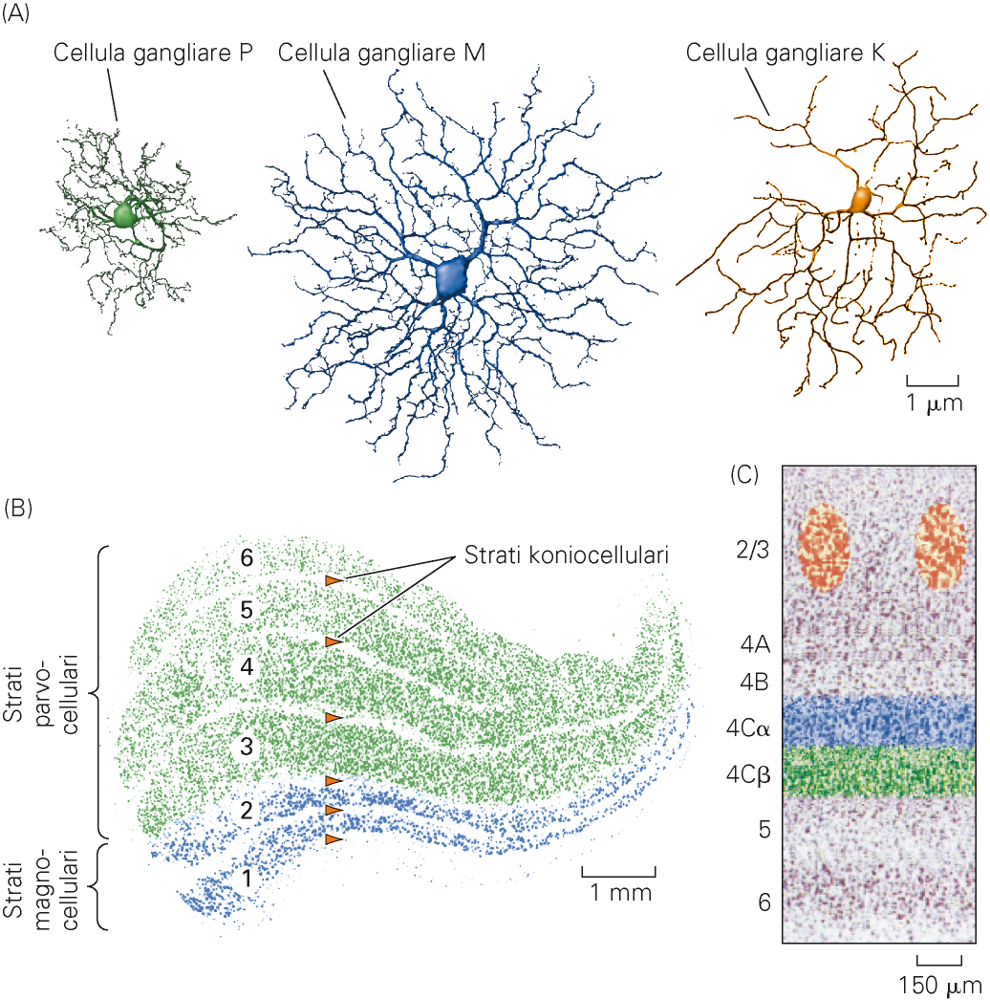 (A)
Cellula gangliare P
Cellula gangliare M
Cellula gangliare K
1 μm
(B)
Strati koniocellulari
6
5
4
3
2
1
Strati
parvo-
cellulari
Strati
magno-
cellulari
1 mm
(C)
2/3
4A
4B
4Cα
4Cβ
5
6
150 μm